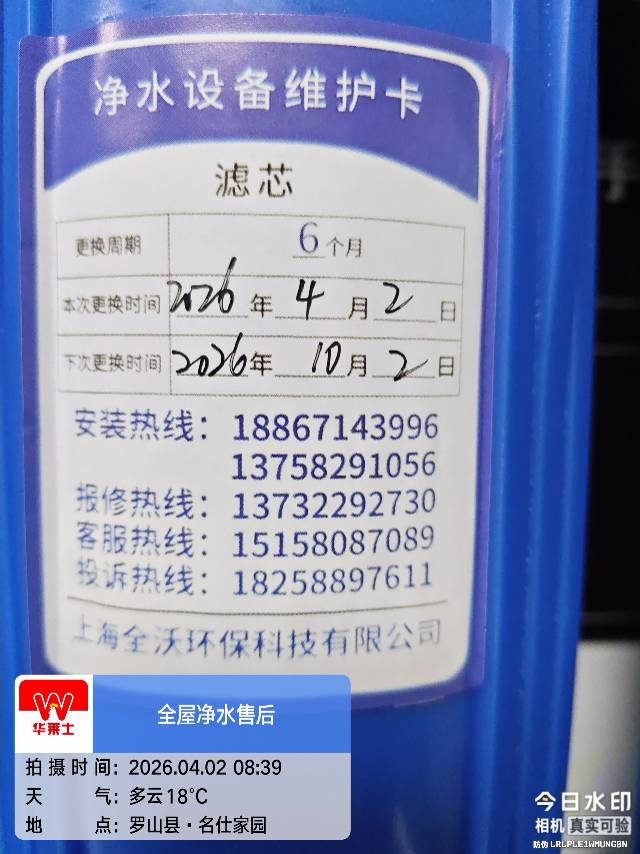 净水设备维护卡
滤芯
更换周期 6个月
本次更换时间 2026年 4 月 2 日
下次更换时间 2026年 10 月 2 日
安装热线: 18867143996
13758291056
报修热线: 13732292730
客服热线: 15158087089
投诉热线: 18258897611
上海全沃环保科技有限公司
华莱士
全屋净水售后
拍摄时间: 2026.04.02 08:39
天 气: 多云18℃
地 点: 罗山县·名仕家园
今日水印
相机 真实可验
防伪 LRLPLE1WMUNGBN